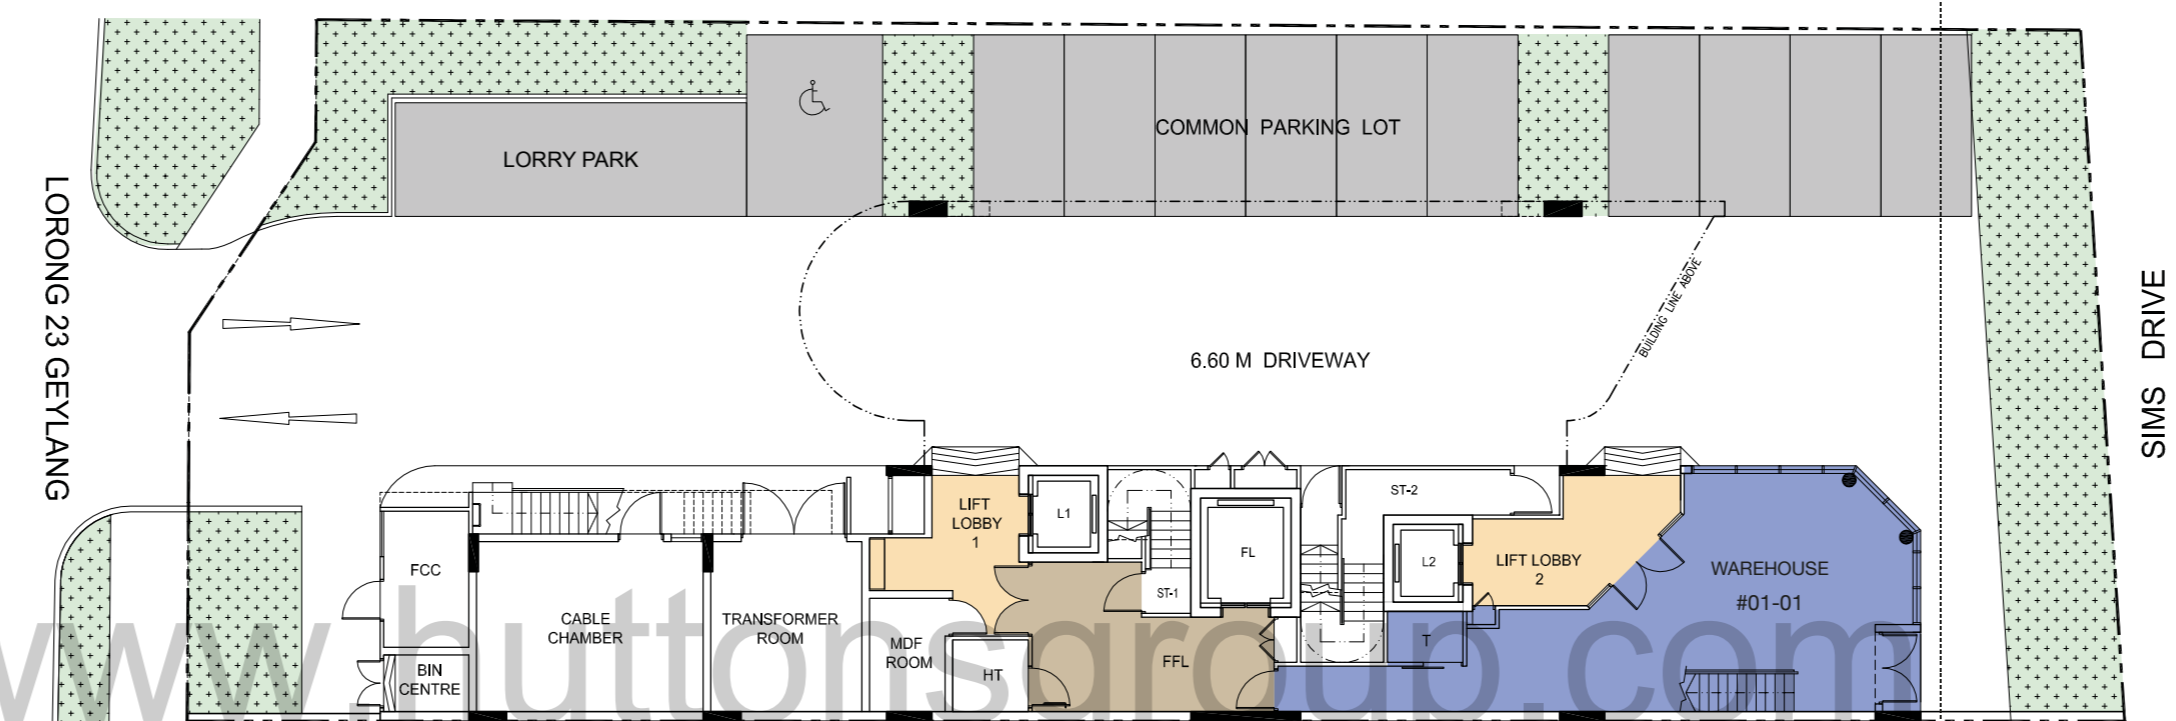 COMMON PARKING LOT
LORRY PARK
LORONG 23 GEYLANG
SIMS DRIVE
BUILDING LINE ABOVE
6.60 M DRIVEWAY
ST-2
LIFT
LOBBY
1
L1
FL
L2
LIFT LOBBY
2
WAREHOUSE
#01-01
FCC
ST-1
CABLE
CHAMBER
TRANSFORMER
ROOM
MDF
ROOM
T
BIN
CENTRE
HT
FFL
www.huttonsgroup.com